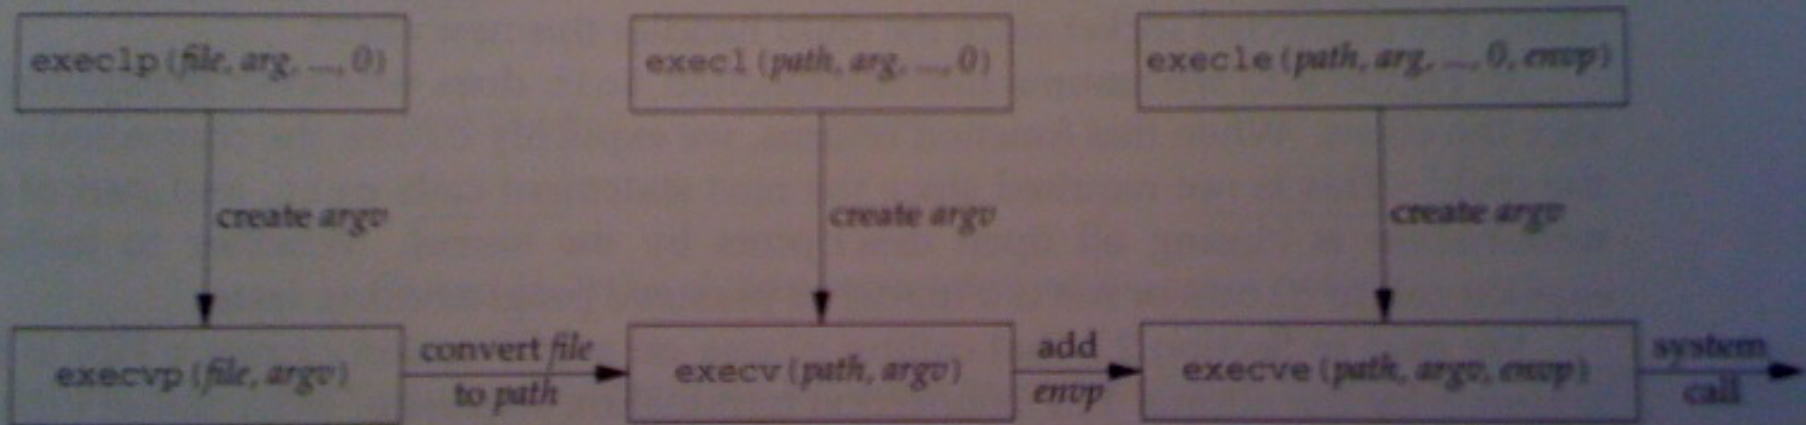 execlp(file, arg, ..., 0)
execl(path, arg, ..., 0)
execle(path, arg, ..., 0, envp)
create argv
create argv
create argv
execvp(file, argv)
convert file
to path
execv(path, argv)
add
envp
execve(path, argv, envp)
system
call